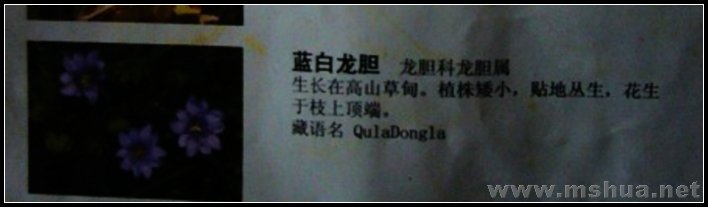 蓝白龙胆 龙胆科龙胆属
生长在高山草甸。植株矮小，贴地丛生，花生
于枝上顶端。
藏语名 QulaDongla
www.mshua.net